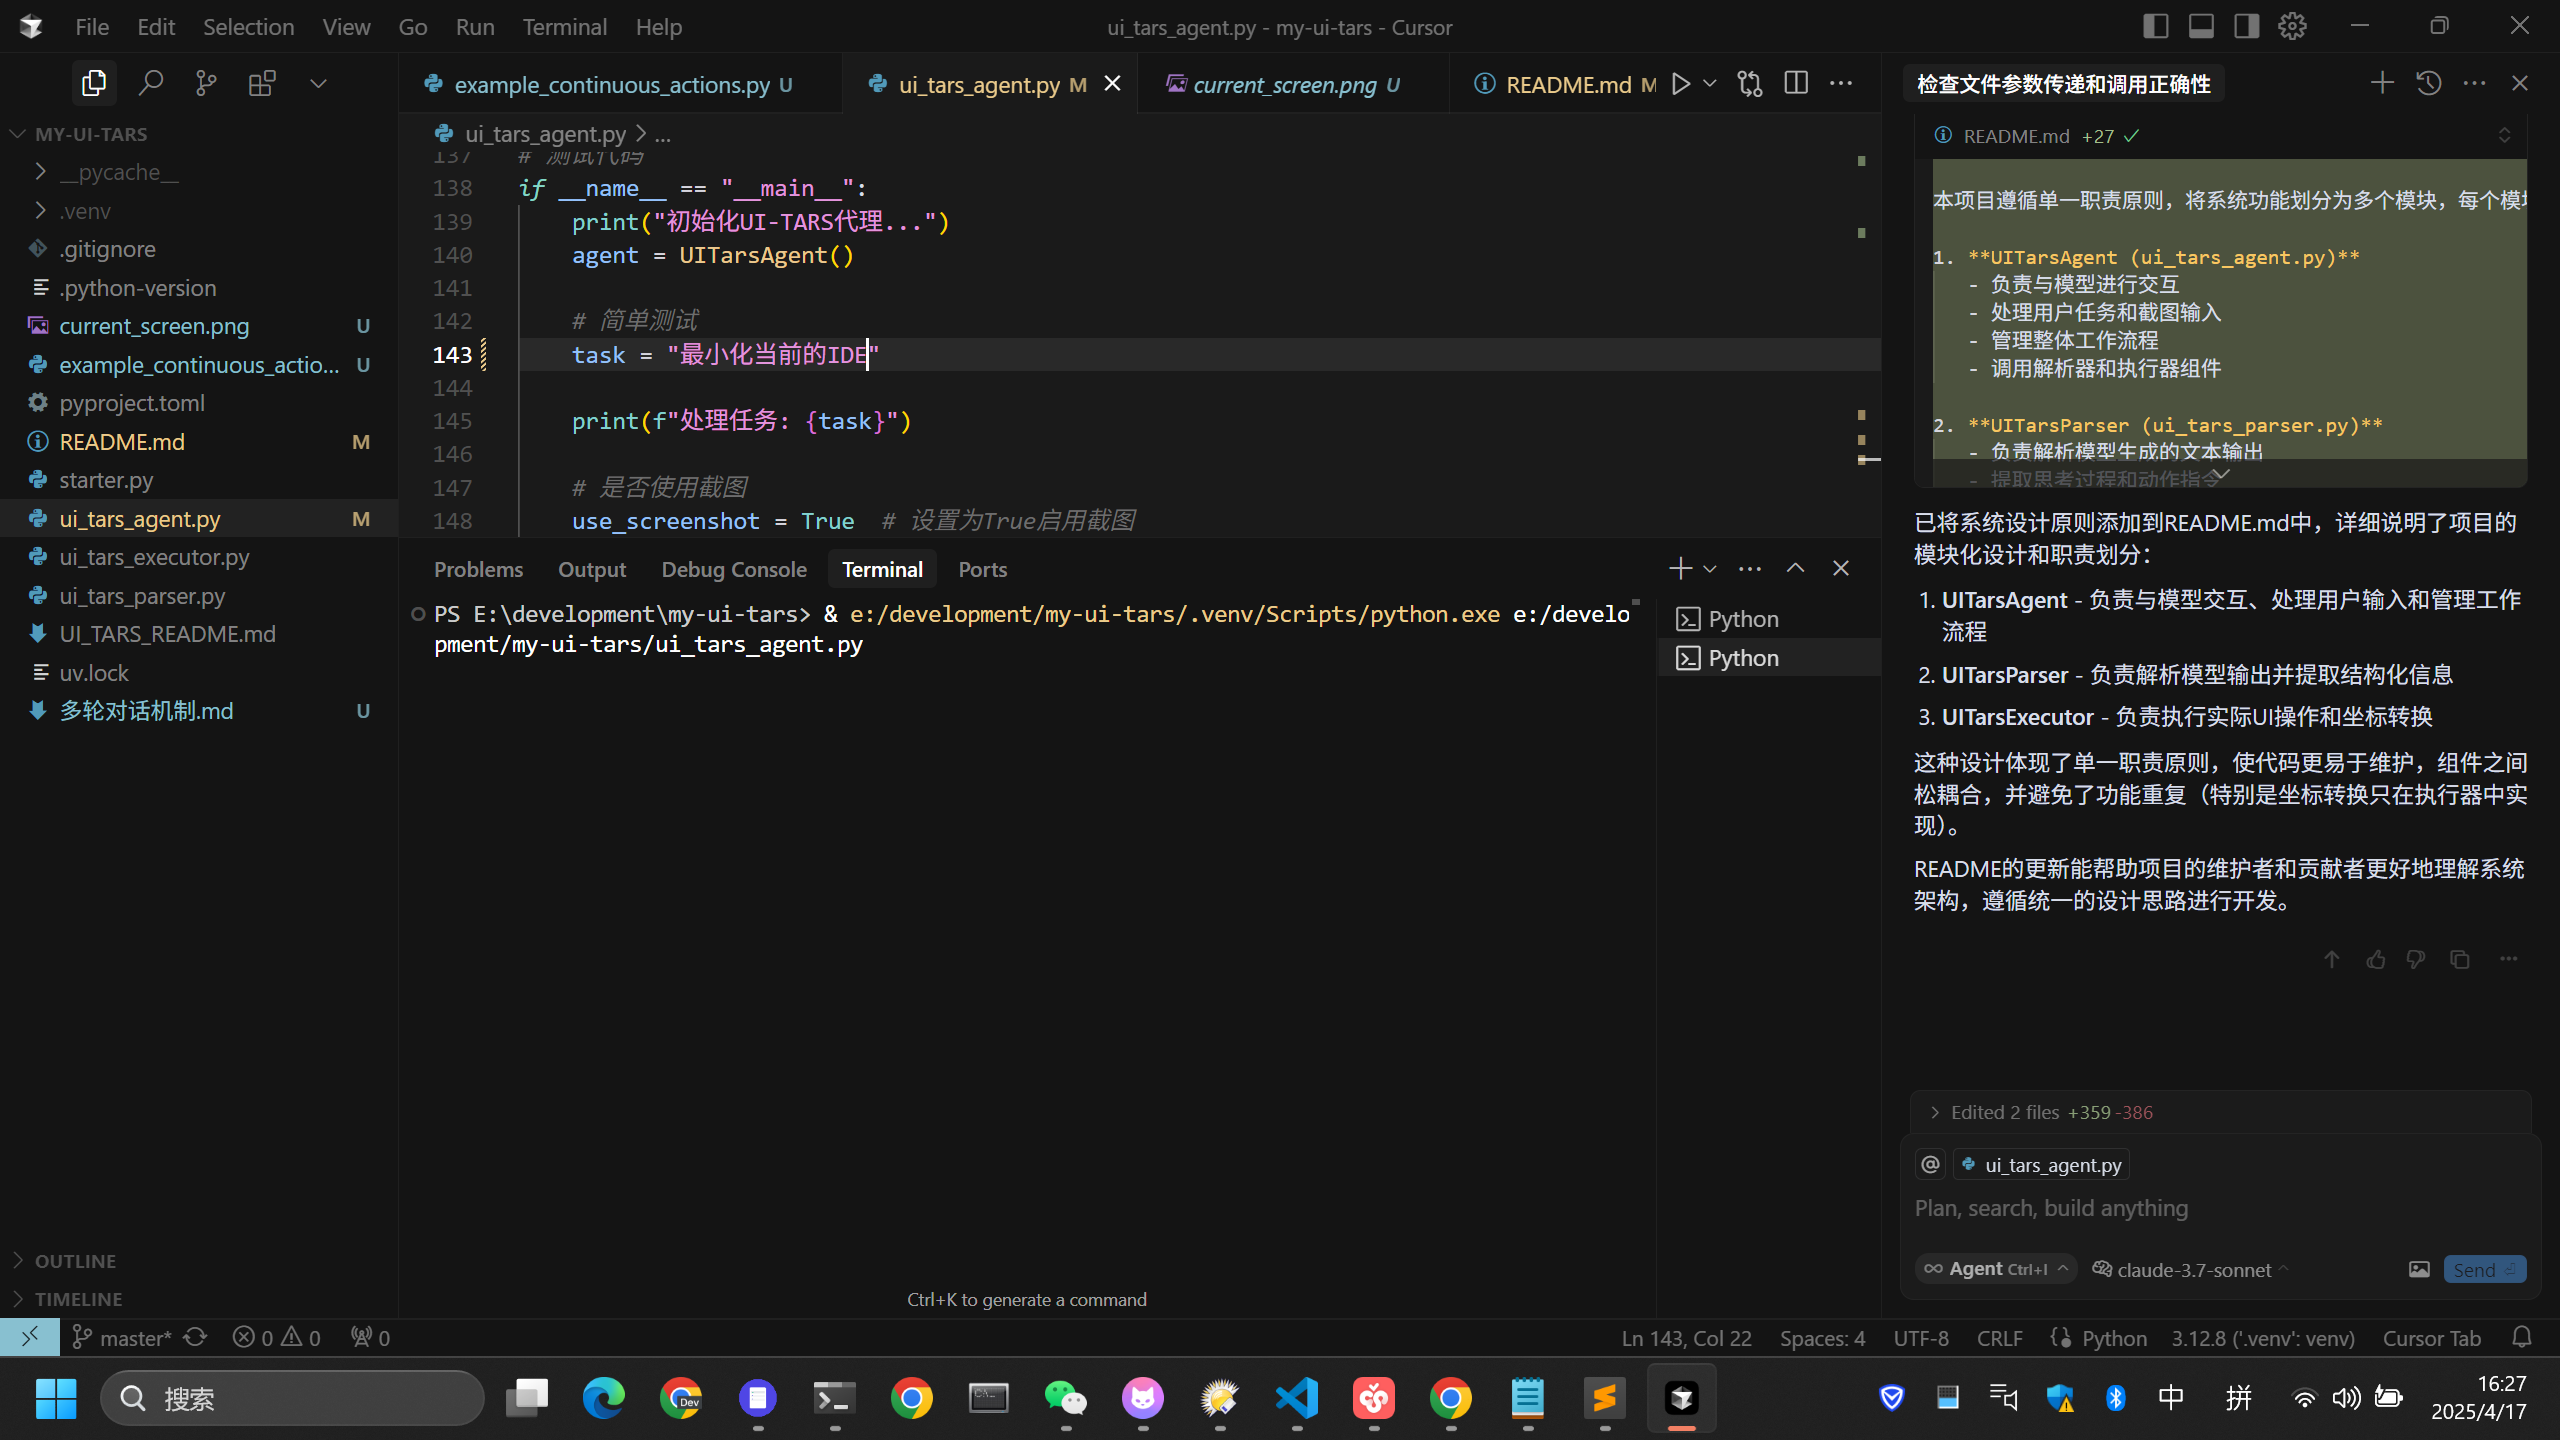 File Edit Selection View Go Run Terminal Help
ui_tars_agent.py - my-ui-tars - Cursor
MY-UI-TARS
__pycache__
.venv
.gitignore
.python-version
current_screen.png U
example_continuous_actio... U
pyproject.toml
README.md M
starter.py
ui_tars_agent.py M
ui_tars_executor.py
ui_tars_parser.py
UI_TARS_README.md
uv.lock
多轮对话机制.md U
OUTLINE
TIMELINE
example_continuous_actions.py U ui_tars_agent.py M current_screen.png U README.md M
ui_tars_agent.py > ...
137 # 测试代码
138 if __name__ == "__main__":
139 print("初始化UI-TARS代理...")
140 agent = UITarsAgent()
141
142 # 简单测试
143 task = "最小化当前的IDE"
144
145 print(f"处理任务: {task}")
146
147 # 是否使用截图
148 use_screenshot = True # 设置为True启用截图
Problems Output Debug Console Terminal Ports
PS E:\development\my-ui-tars> & e:/development/my-ui-tars/.venv/Scripts/python.exe e:/develo
pment/my-ui-tars/ui_tars_agent.py
Python
Python
Ctrl+K to generate a command
检查文件参数传递和调用正确性
README.md +27
本项目遵循单一职责原则，将系统功能划分为多个模块，每个模
1. **UITarsAgent (ui_tars_agent.py)**
- 负责与模型进行交互
- 处理用户任务和截图输入
- 管理整体工作流程
- 调用解析器和执行器组件
2. **UITarsParser (ui_tars_parser.py)**
- 负责解析模型生成的文本输出
- 提取思考过程和动作指令
已将系统设计原则添加到README.md中，详细说明了项目的
模块化设计和职责划分：
1. UITarsAgent - 负责与模型交互、处理用户输入和管理工作
流程
2. UITarsParser - 负责解析模型输出并提取结构化信息
3. UITarsExecutor - 负责执行实际UI操作和坐标转换
这种设计体现了单一职责原则，使代码更易于维护，组件之间
松耦合，并避免了功能重复（特别是坐标转换只在执行器中实
现）。
README的更新能帮助项目的维护者和贡献者更好地理解系统
架构，遵循统一的设计思路进行开发。
Edited 2 files +359 -386
@ ui_tars_agent.py
Plan, search, build anything
Agent Ctrl+I claude-3.7-sonnet Send
master* 0 0 0 Ln 143, Col 22 Spaces: 4 UTF-8 CRLF Python 3.12.8 ('.venv': venv) Cursor Tab
搜索 Dev 中 拼 16:27
2025/4/17